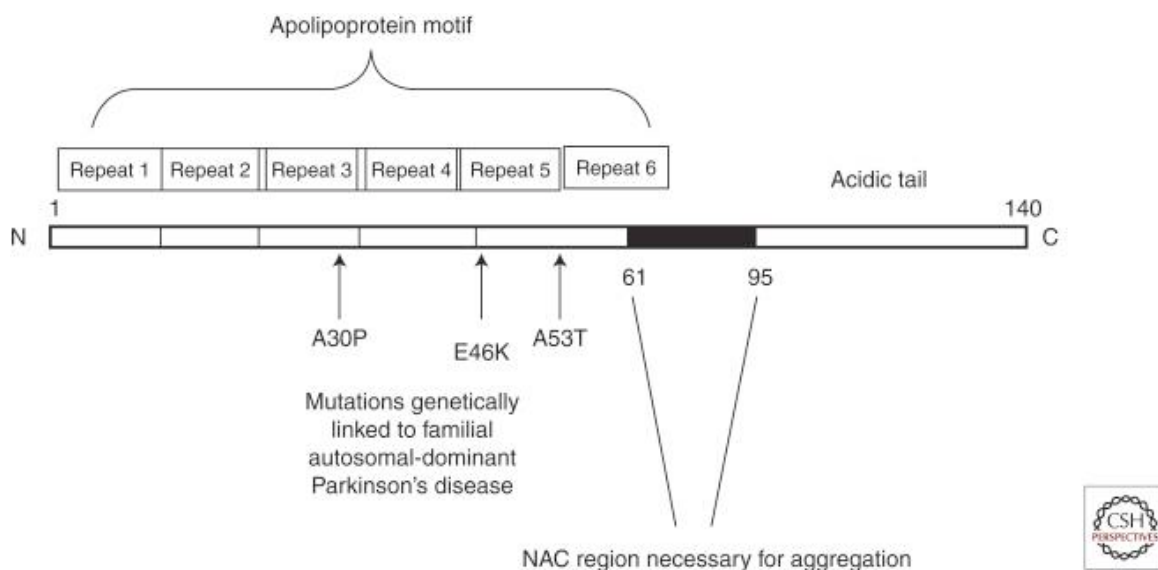 Apolipoprotein motif
Repeat 1 Repeat 2 Repeat 3 Repeat 4 Repeat 5 Repeat 6
Acidic tail
1 140
N C
61 95
A30P E46K A53T
Mutations genetically
linked to familial
autosomal-dominant
Parkinson's disease
NAC region necessary for aggregation
CSH
PERSPECTIVES